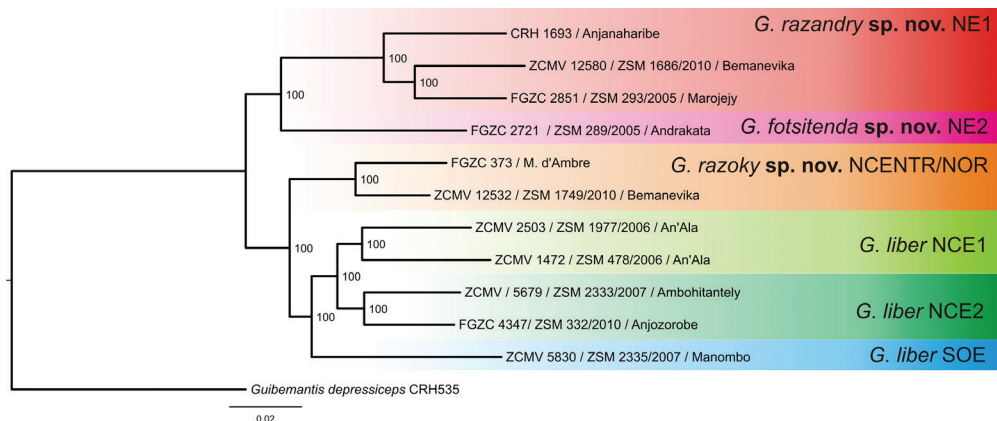 G. razandry sp. nov. NE1
CRH 1693 / Anjanaharibe
100
ZCMV 12580 / ZSM 1686/2010 / Bemanevika
100
FGZC 2851 / ZSM 293/2005 / Marojejy
100
FGZC 2721 / ZSM 289/2005 / Andrakata
G. fotsitenda sp. nov. NE2
100
FGZC 373 / M. d'Ambre
G. razoky sp. nov. NCENTR/NOR
100
ZCMV 12532 / ZSM 1749/2010 / Bemanevika
ZCMV 2503 / ZSM 1977/2006 / An'Ala
100
G. liber NCE1
100
ZCMV 1472 / ZSM 478/2006 / An'Ala
100
ZCMV / 5679 / ZSM 2333/2007 / Ambohitantely
100
G. liber NCE2
100
FGZC 4347/ ZSM 332/2010 / Anjozorobe
ZCMV 5830 / ZSM 2335/2007 / Manombo
G. liber SOE
Guibemantis depressiceps CRH535
0.02